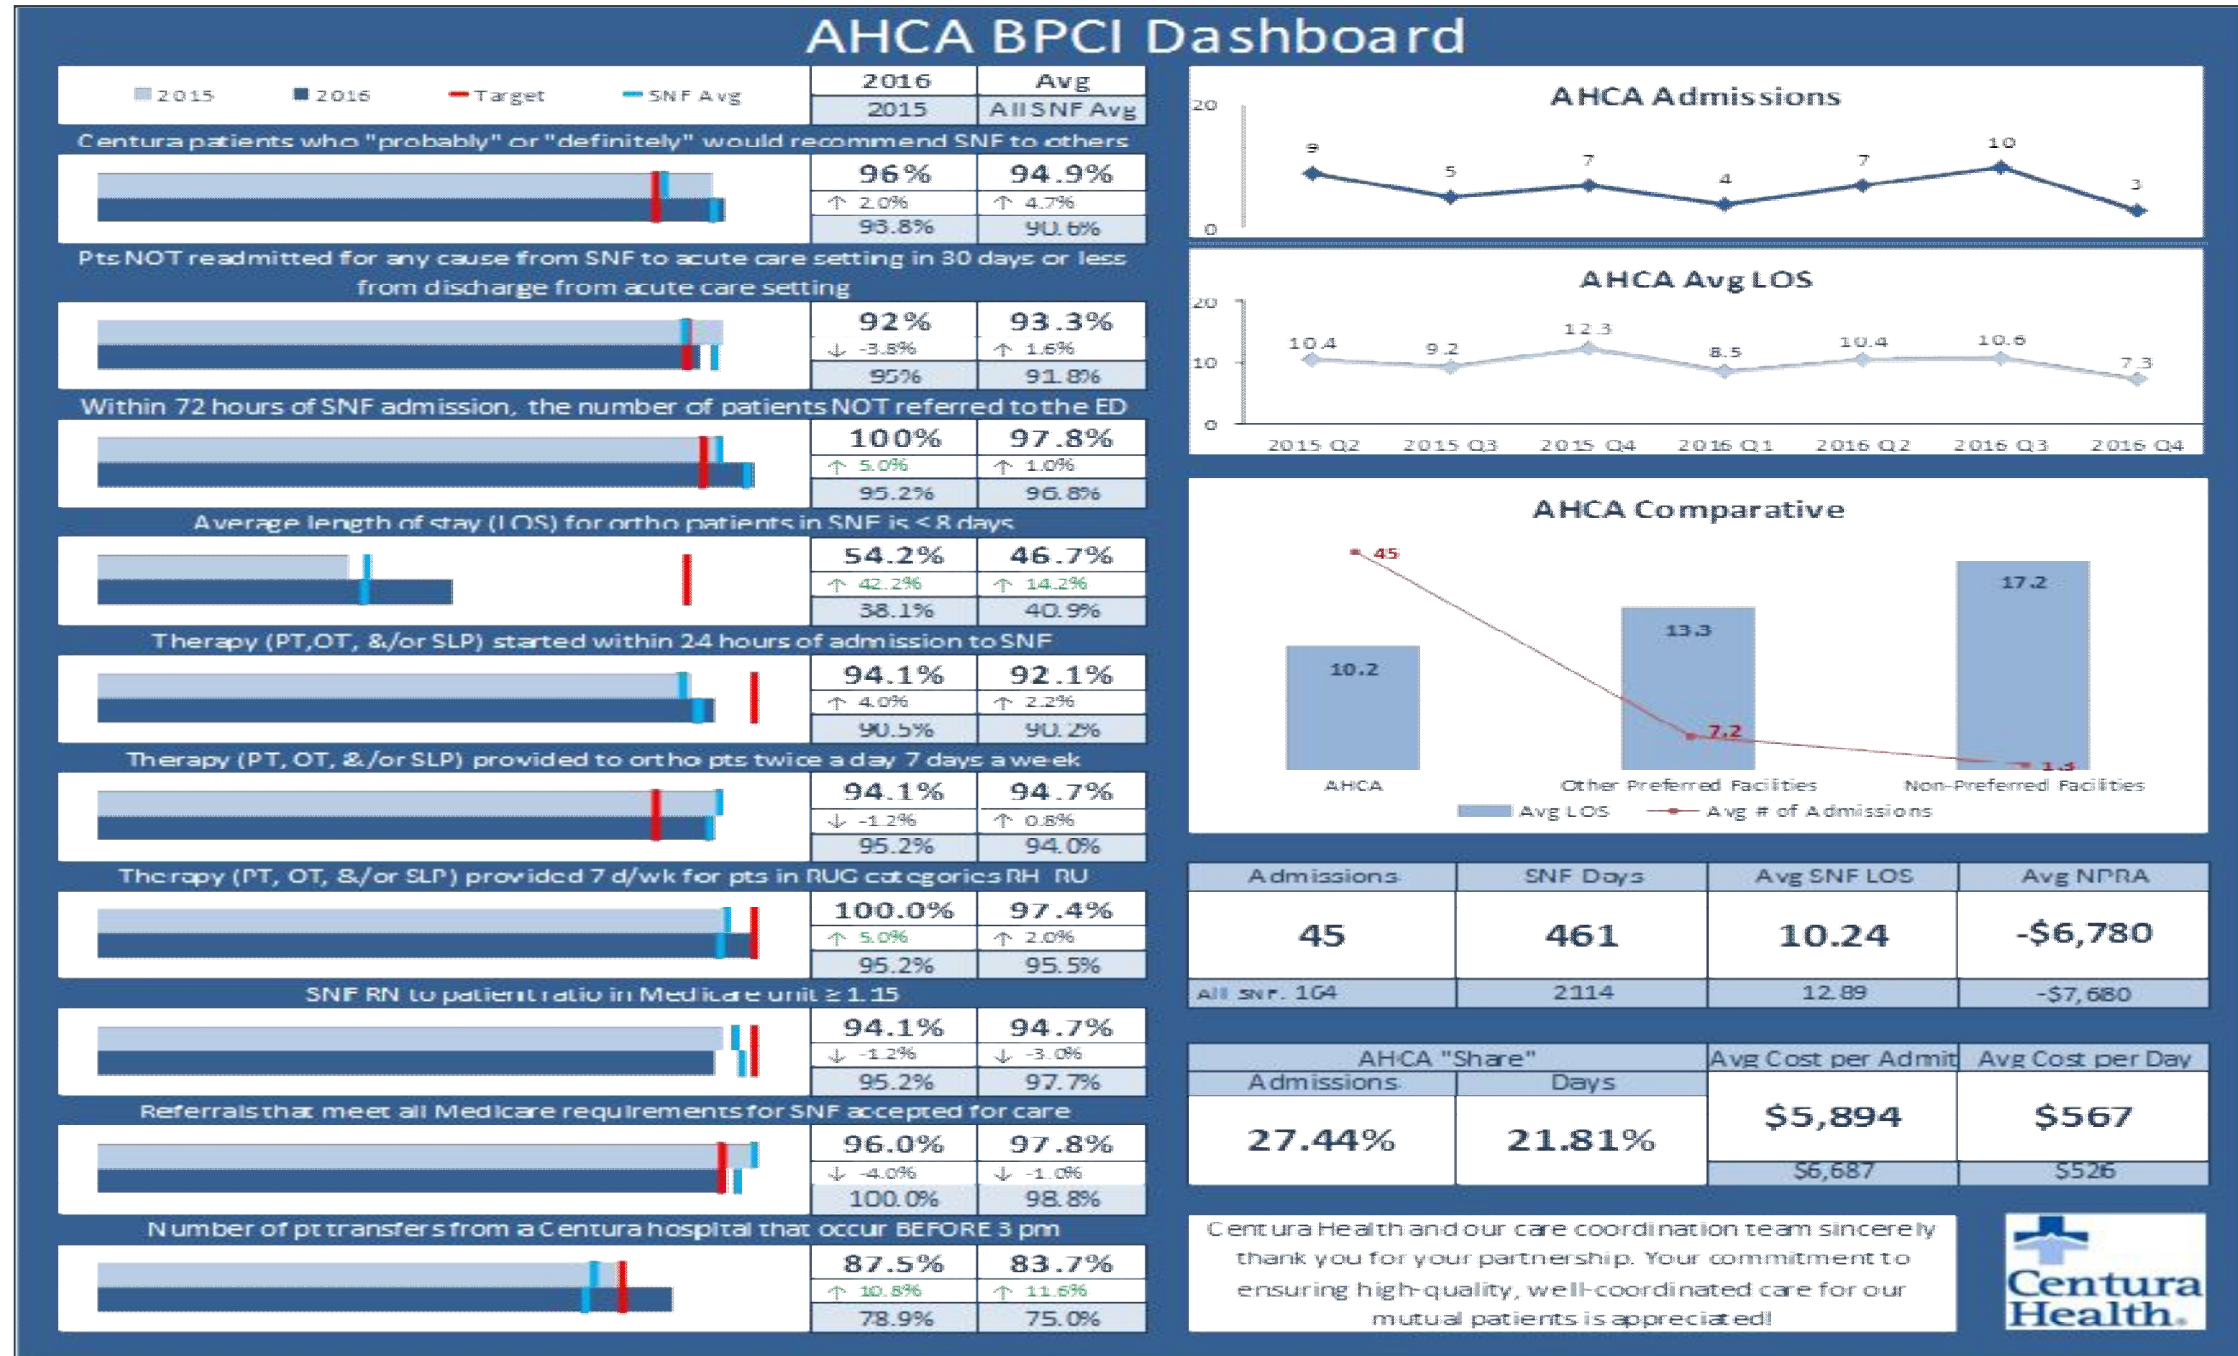 AHCA BPCI Dashboard
2015 2016 Target SNF Avg
2016 Avg
2015 All SNF Avg
Centura patients who "probably" or "definitely" would recommend SNF to others
96% 94.9%
↑ 2.0% ↑ 4.7%
93.8% 90.6%
Pts NOT readmitted for any cause from SNF to acute care setting in 30 days or less
from discharge from acute care setting
92% 93.3%
↓ -3.8% ↑ 1.6%
95% 91.8%
Within 72 hours of SNF admission, the number of patients NOT referred to the ED
100% 97.8%
↑ 5.0% ↑ 1.0%
95.2% 96.8%
Average length of stay (LOS) for ortho patients in SNF is ≤ 8 days
54.2% 46.7%
↑ 42.2% ↑ 14.2%
38.1% 40.9%
Therapy (PT,OT, &/or SLP) started within 24 hours of admission to SNF
94.1% 92.1%
↑ 4.0% ↑ 2.2%
90.5% 90.2%
Therapy (PT, OT, &/or SLP) provided to ortho pts twice a day 7 days a week
94.1% 94.7%
↓ -1.2% ↑ 0.8%
95.2% 94.0%
Therapy (PT, OT, &/or SLP) provided 7 d/wk for pts in RUG categories RH RU
100.0% 97.4%
↑ 5.0% ↑ 2.0%
95.2% 95.5%
SNF RN to patient ratio in Medicare unit ≥ 1.15
94.1% 94.7%
↓ -1.2% ↓ -3.0%
95.2% 97.7%
Referrals that meet all Medicare requirements for SNF accepted for care
96.0% 97.8%
↓ -4.0% ↓ -1.0%
100.0% 98.8%
Number of pt transfers from a Centura hospital that occur BEFORE 3 pm
87.5% 83.7%
↑ 10.8% ↑ 11.6%
78.9% 75.0%
AHCA Admissions
20
9 5 7 4 7 10 3
0
AHCA Avg LOS
20
10.4 9.2 12.3 8.5 10.4 10.6 7.3
10
0
2015 Q2 2015 Q3 2015 Q4 2016 Q1 2016 Q2 2016 Q3 2016 Q4
AHCA Comparative
45
17.2
13.3
10.2
7.2
1.3
AHCA Other Preferred Facilities Non-Preferred Facilities
Avg LOS Avg # of Admissions
Admissions SNF Days Avg SNF LOS Avg NPRA
45 461 10.24 -$6,780
All SNF: 164 2114 12.89 -$7,680
AHCA "Share" Avg Cost per Admit Avg Cost per Day
Admissions Days
27.44% 21.81% $5,894 $567
$6,687 $526
Centura Health and our care coordination team sincerely
thank you for your partnership. Your commitment to
ensuring high-quality, well-coordinated care for our
mutual patients is appreciated!
Centura
Health.